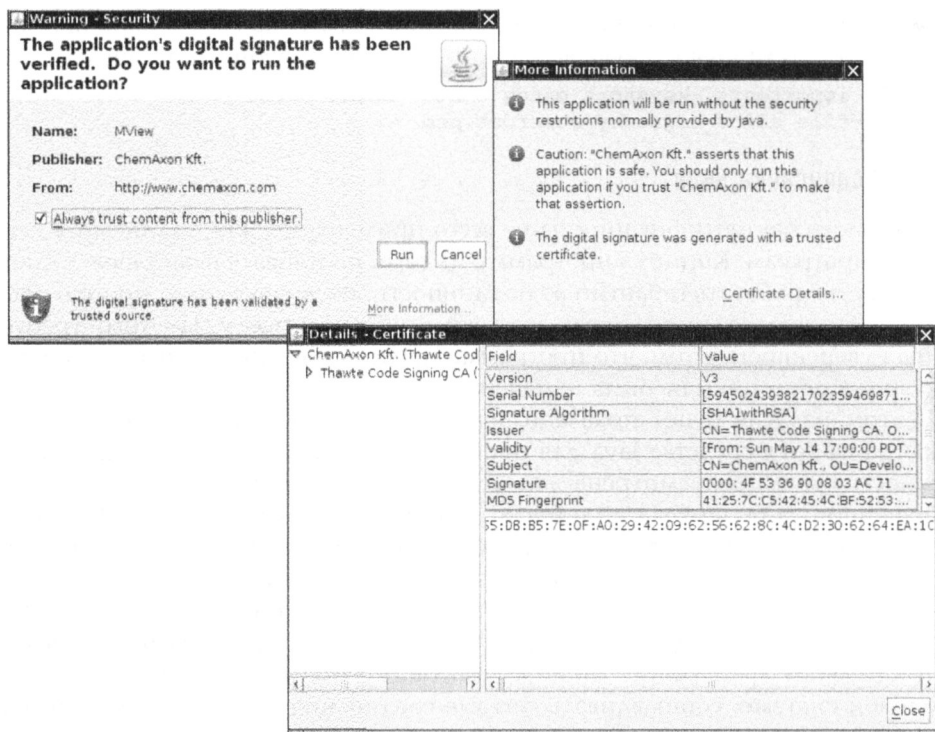 Warning - Security
The application's digital signature has been
verified. Do you want to run the
application?
Name: MView
Publisher: ChemAxon Kft.
From: http://www.chemaxon.com
Always trust content from this publisher.
Run Cancel
The digital signature has been validated by a
trusted source.
More Information ...
More Information
This application will be run without the security
restrictions normally provided by Java.
Caution: "ChemAxon Kft." asserts that this
application is safe. You should only run this
application if you trust "ChemAxon Kft." to make
that assertion.
The digital signature was generated with a trusted
certificate.
Certificate Details...
Details - Certificate
ChemAxon Kft. (Thawte Cod
Thawte Code Signing CA (
Field Value
Version V3
Serial Number [5945024393821702359469871...
Signature Algorithm [SHA1withRSA]
Issuer CN=Thawte Code Signing CA, O...
Validity [From: Sun May 14 17:00:00 PDT...
Subject CN=ChemAxon Kft., OU=Develo...
Signature 0000: 4F 53 36 90 08 03 AC 71 ...
MD5 Fingerprint 41:25:7C:C5:42:45:4C:BF:52:53:...
55:DB:B5:7E:0F:A0:29:42:09:62:56:62:8C:4C:D2:30:62:64:EA:1C
Close